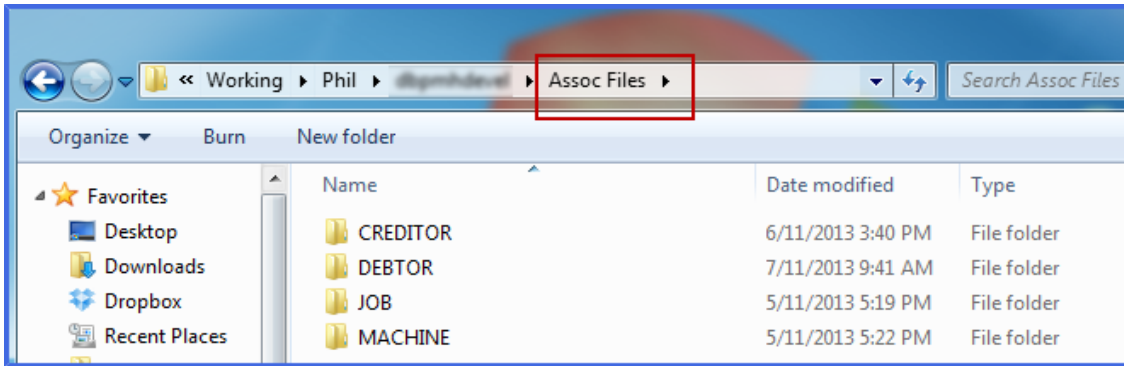 « Working ▸ Phil ▸ ▸ Assoc Files ▸ Search Assoc Files
Organize ▾ Burn New folder
Favorites
Desktop
Downloads
Dropbox
Recent Places
Name Date modified Type
CREDITOR 6/11/2013 3:40 PM File folder
DEBTOR 7/11/2013 9:41 AM File folder
JOB 5/11/2013 5:19 PM File folder
MACHINE 5/11/2013 5:22 PM File folder